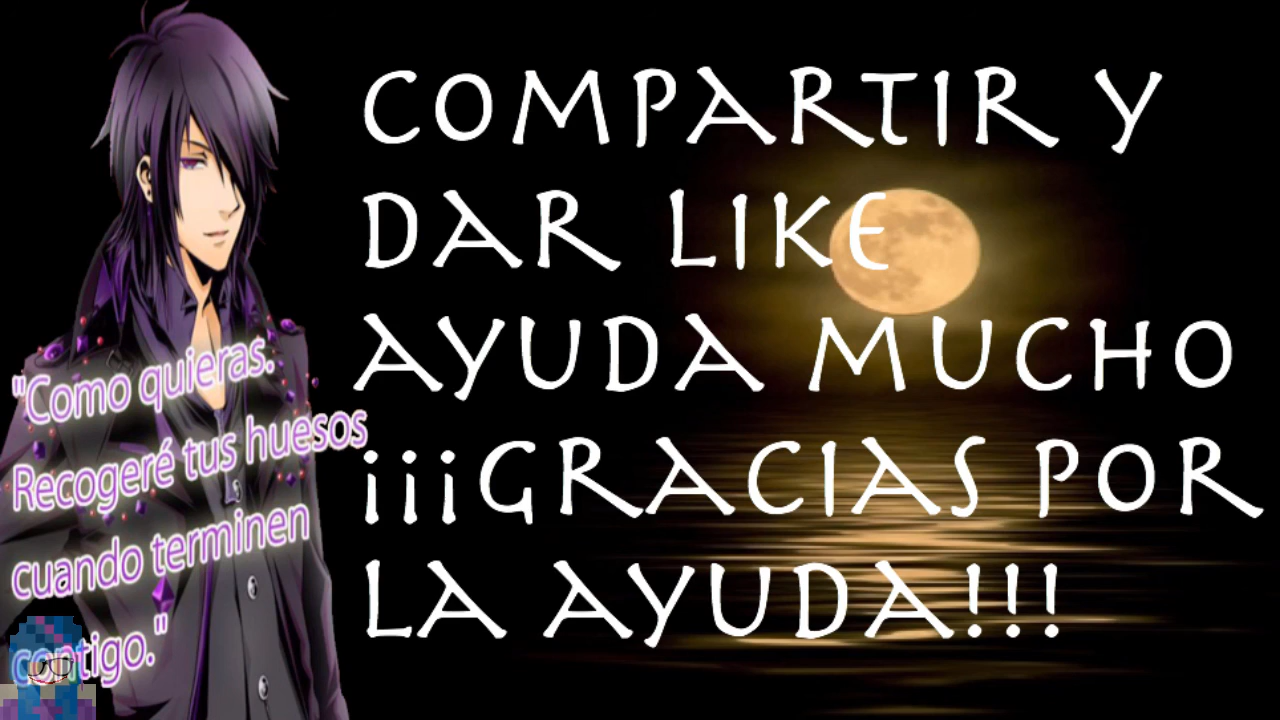 COMPARTIR Y
DAR LIKE
AYUDA MUCHO
¡¡¡GRACIAS POR
LA AYUDA!!!
"Como quieras.
Recogeré tus huesos
cuando terminen
contigo."